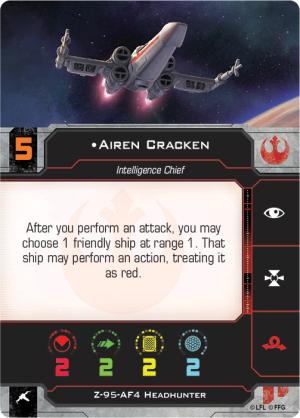 5
•Airen Cracken
Intelligence Chief
After you perform an attack, you may
choose 1 friendly ship at range 1. That
ship may perform an action, treating it
as red.
2 2 2 2
Z-95-AF4 Headhunter
©LFL ©FFG